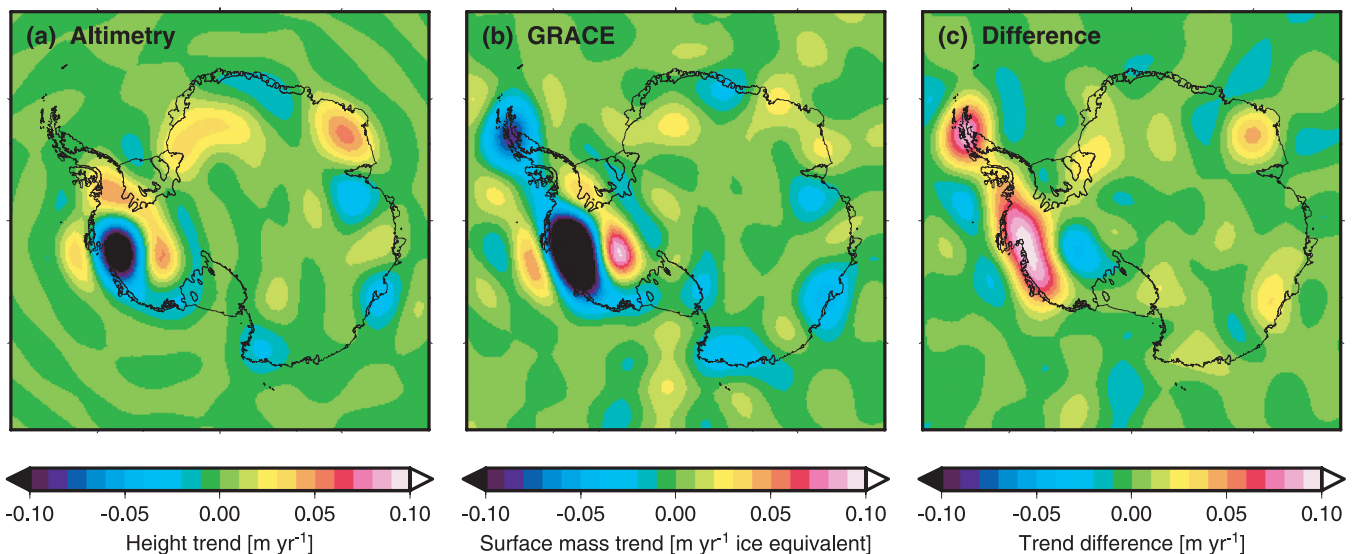 (a) Altimetry
(b) GRACE
(c) Difference
-0.10 -0.05 0.00 0.05 0.10
Height trend [m yr⁻¹]
-0.10 -0.05 0.00 0.05 0.10
Surface mass trend [m yr⁻¹ ice equivalent]
-0.10 -0.05 0.00 0.05 0.10
Trend difference [m yr⁻¹]